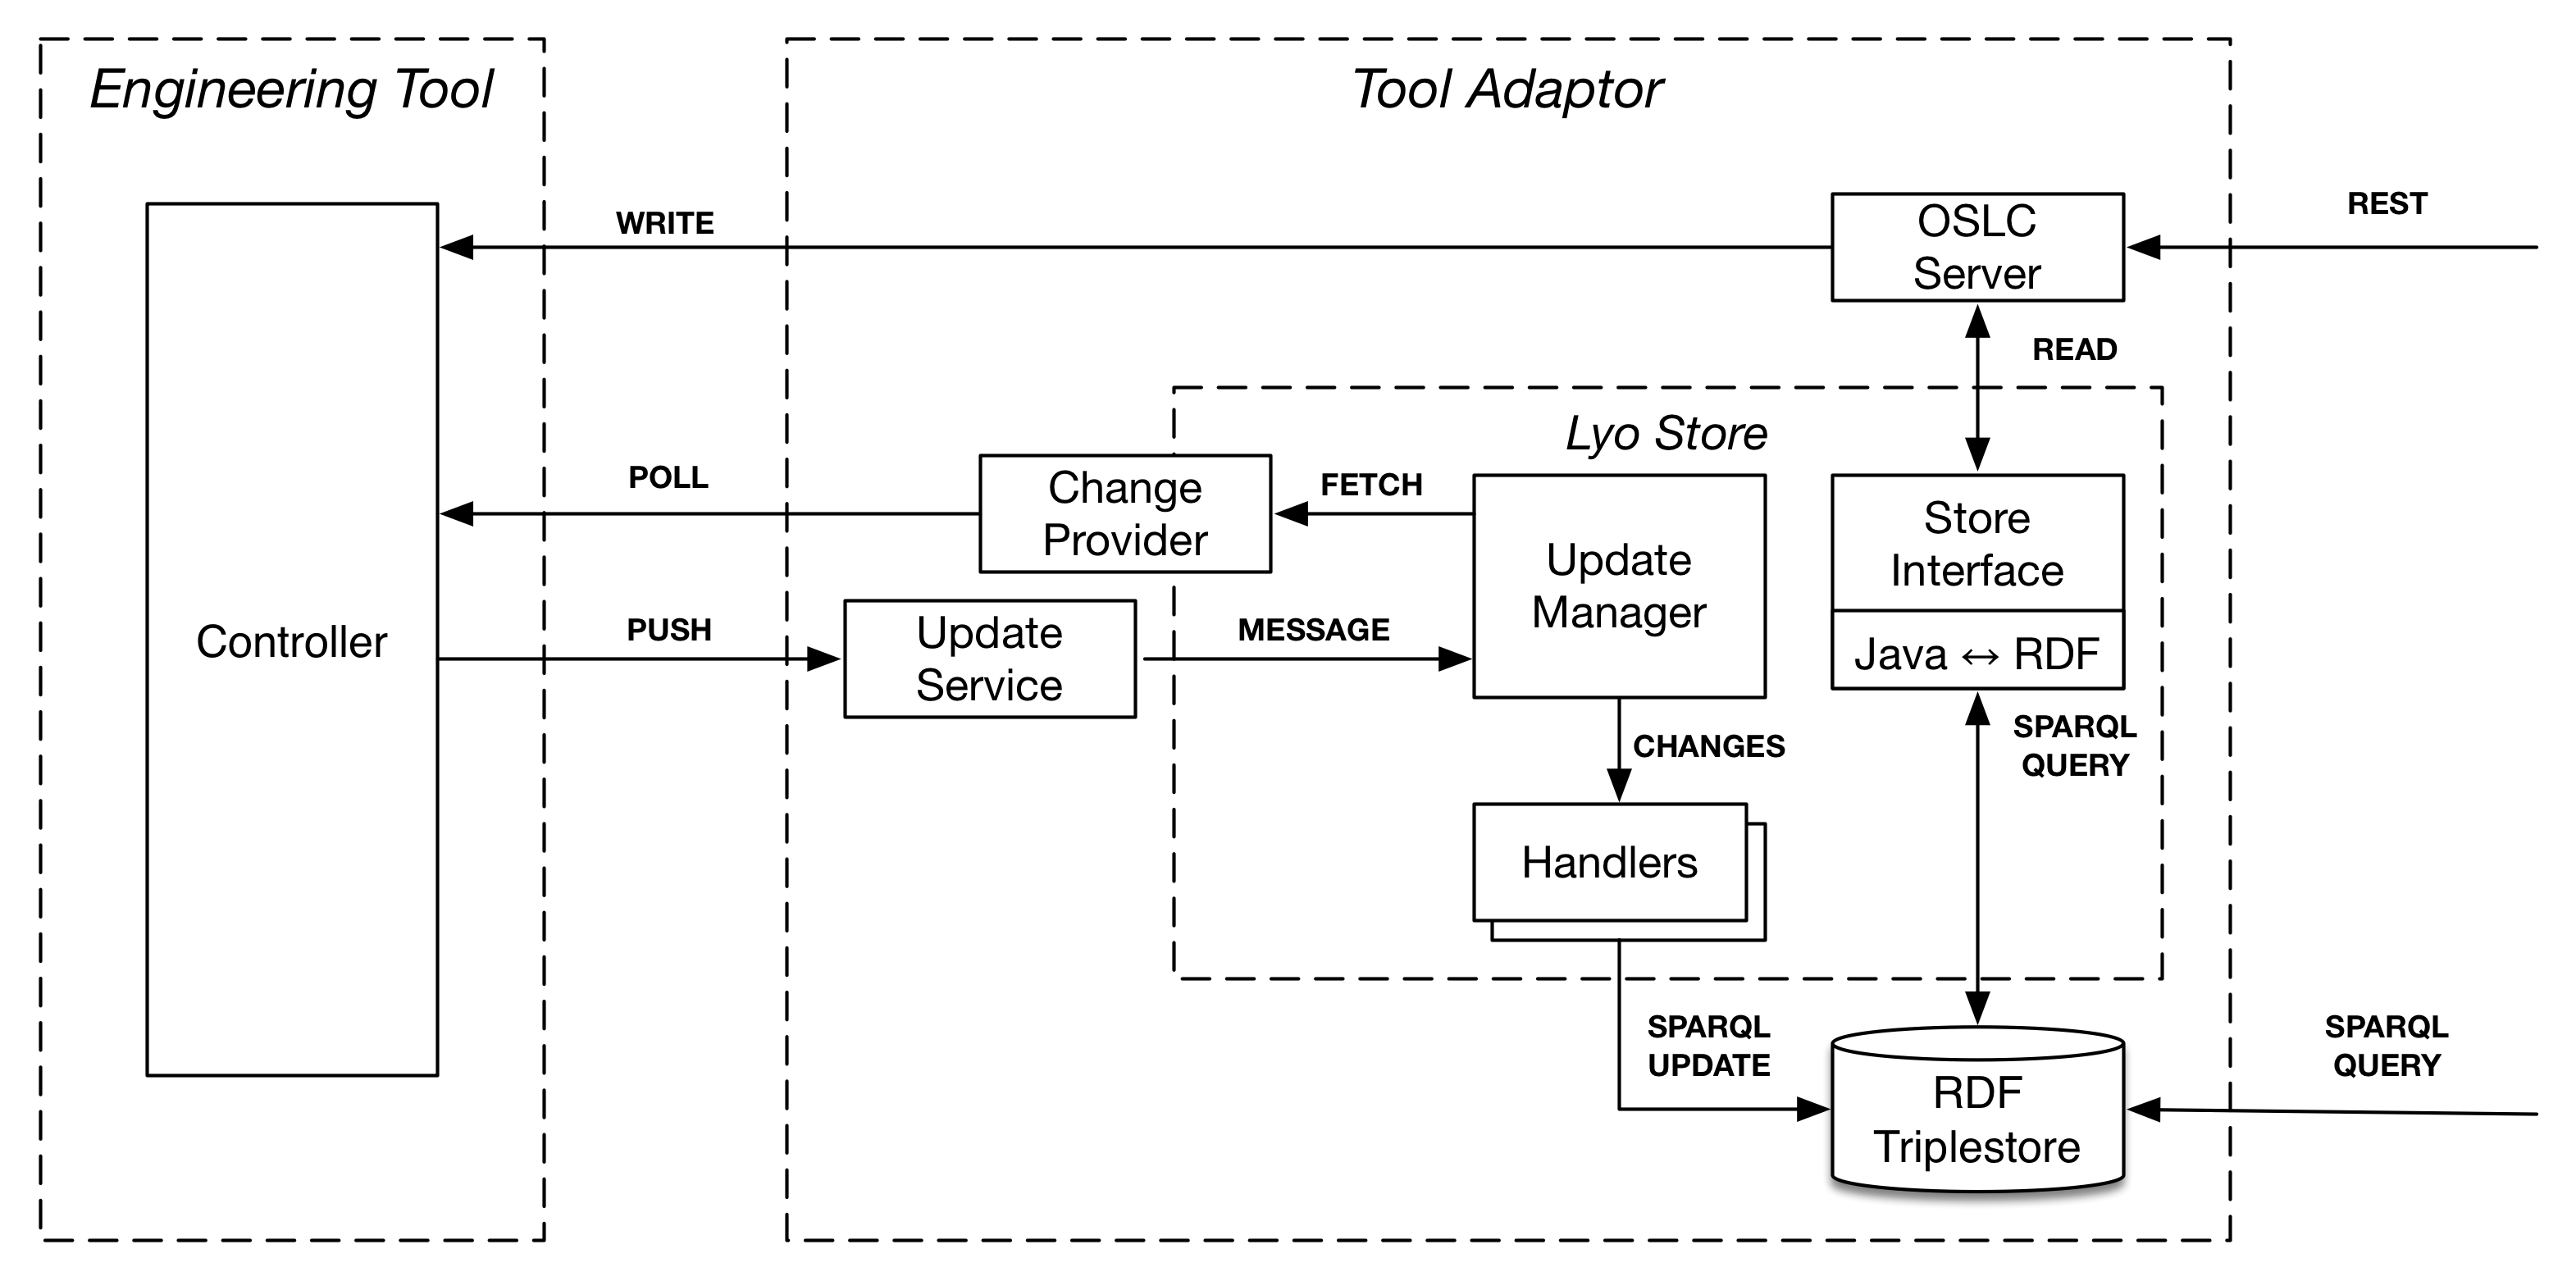 Engineering Tool
Tool Adaptor
WRITE
OSLC
Server
REST
READ
Lyo Store
POLL
Change
Provider
FETCH
Update
Manager
Store
Interface
Java ↔ RDF
Controller
PUSH
Update
Service
MESSAGE
CHANGES
SPARQL
QUERY
Handlers
SPARQL
UPDATE
RDF
Triplestore
SPARQL
QUERY